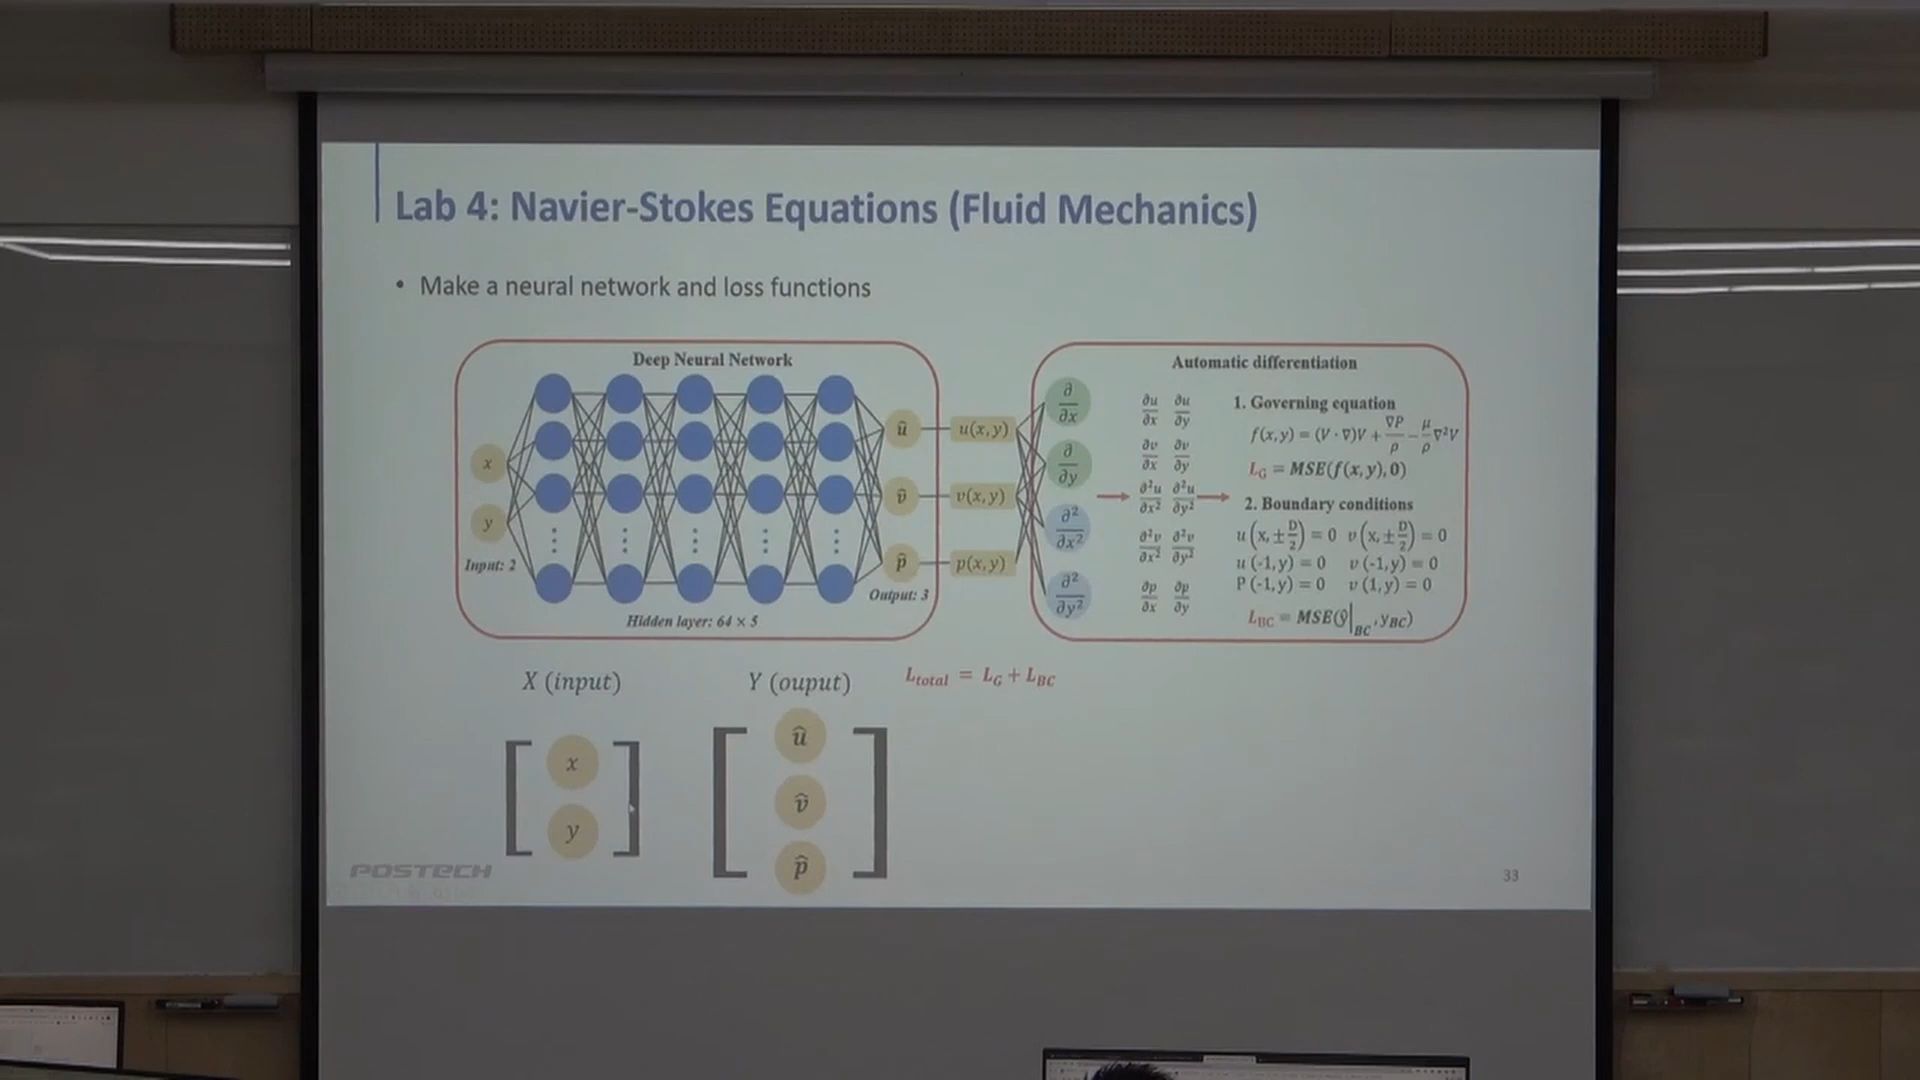 Lab 4: Navier-Stokes Equations (Fluid Mechanics)
• Make a neural network and loss functions
Deep Neural Network
x
y
Input: 2
Hidden layer: 64 × 5
û
v̂
p̂
Output: 3
u(x,y)
v(x,y)
p(x,y)
∂/∂x
∂/∂y
∂²/∂x²
∂²/∂y²
Automatic differentiation
∂u/∂x ∂u/∂y
∂v/∂x ∂v/∂y
∂²u/∂x² ∂²u/∂y²
∂²v/∂x² ∂²v/∂y²
∂p/∂x ∂p/∂y
1. Governing equation
f(x,y) = (V · ∇)V + ∇P/ρ − μ/ρ ∇²V
L_G = MSE(f(x,y),0)
2. Boundary conditions
u(x,±D/2) = 0 v(x,±D/2) = 0
u (-1,y) = 0 v (-1,y) = 0
P (-1,y) = 0 v (1,y) = 0
L_BC = MSE(ŷ|_BC, y_BC)
X (input)
Y (ouput)
L_total = L_G + L_BC
x
y
û
v̂
p̂
POSTECH
33